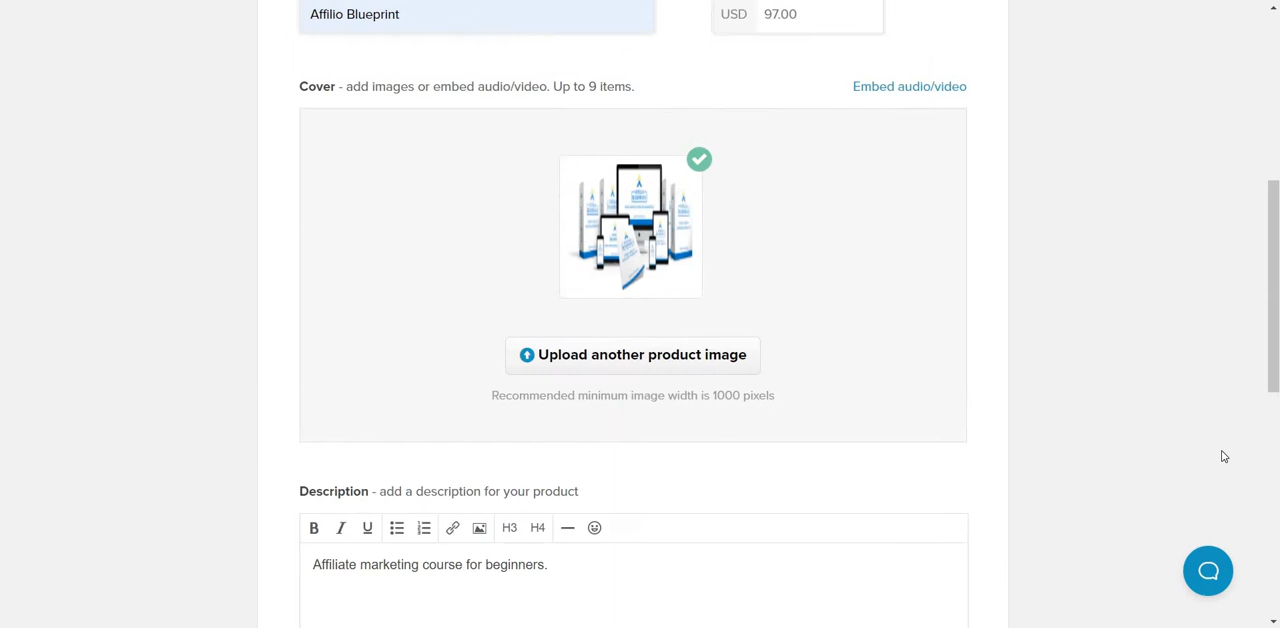 Affilio Blueprint
USD 97.00
Cover - add images or embed audio/video. Up to 9 items.
Embed audio/video
Upload another product image
Recommended minimum image width is 1000 pixels
Description - add a description for your product
B I U H3 H4
Affiliate marketing course for beginners.